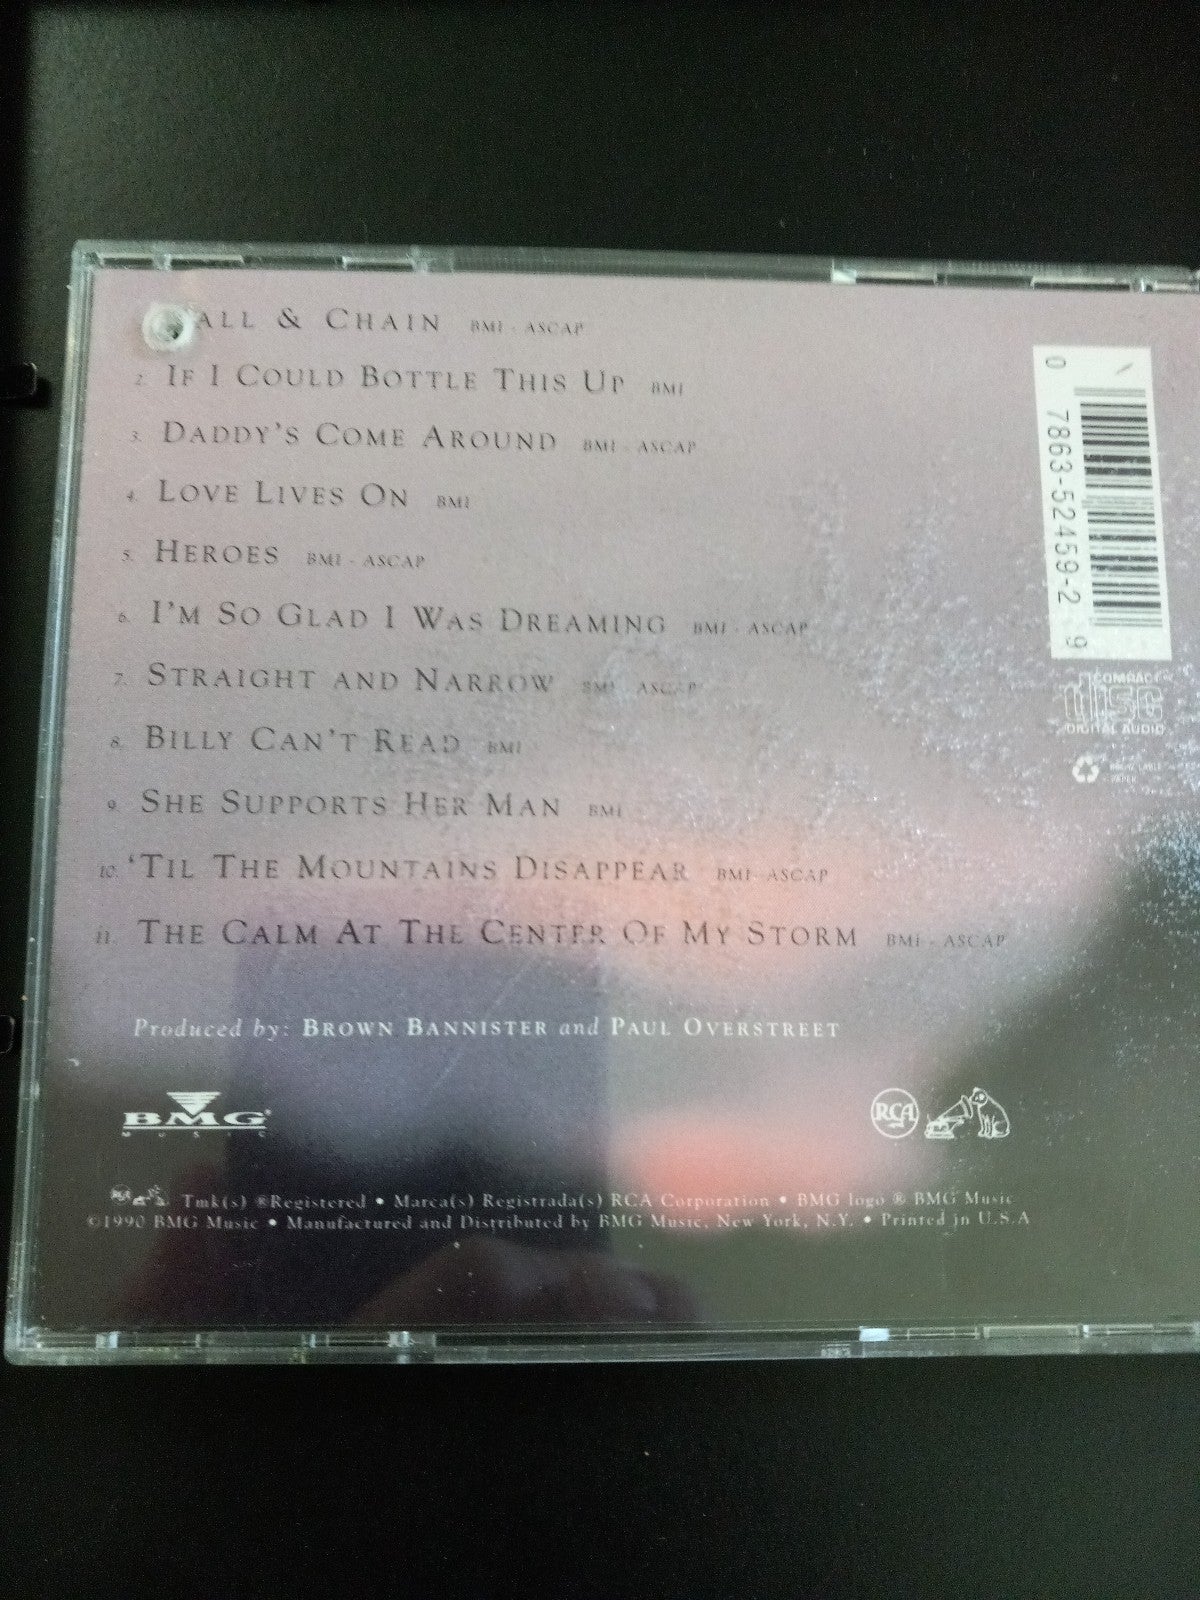 ALL & CHAIN BMI - ASCAP
2. IF I COULD BOTTLE THIS UP BMI
3. DADDY'S COME AROUND BMI - ASCAP
4. LOVE LIVES ON BMI
5. HEROES BMI - ASCAP
6. I'M SO GLAD I WAS DREAMING BMI - ASCAP
7. STRAIGHT AND NARROW BMI - ASCAP
8. BILLY CAN'T READ BMI
9. SHE SUPPORTS HER MAN BMI
10. 'TIL THE MOUNTAINS DISAPPEAR BMI - ASCAP
11. THE CALM AT THE CENTER OF MY STORM BMI - ASCAP
0 7863-52459-2 9
COMPACT
disc
DIGITAL AUDIO
PAPER
Produced by: BROWN BANNISTER and PAUL OVERSTREET
BMG
MUSIC
RCA
RCA Tmk(s) ®Registered • Marca(s) Registrada(s) RCA Corporation • BMG logo ® BMG Music
©1990 BMG Music • Manufactured and Distributed by BMG Music, New York, N.Y. • Printed in U.S.A